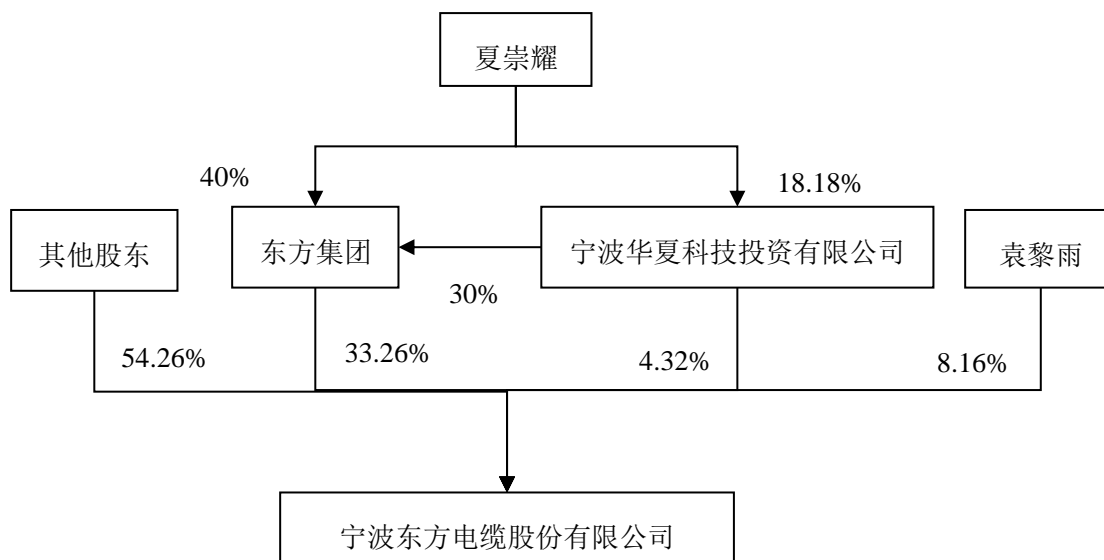 夏崇耀
40%
18.18%
其他股东
东方集团
宁波华夏科技投资有限公司
袁黎雨
30%
54.26%
33.26%
4.32%
8.16%
宁波东方电缆股份有限公司